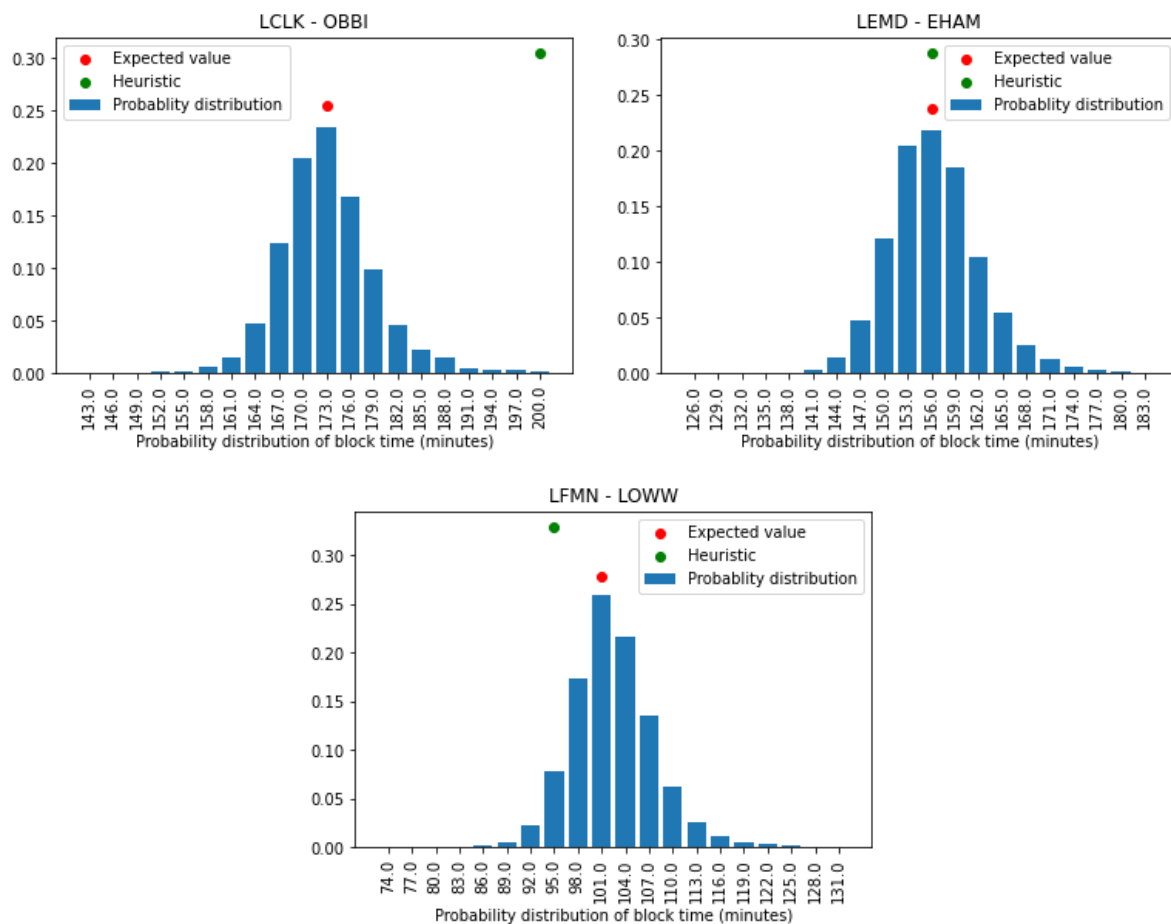 LCLK - OBBI
Expected value
Heuristic
Probablity distribution
0.30
0.25
0.20
0.15
0.10
0.05
0.00
143.0 146.0 149.0 152.0 155.0 158.0 161.0 164.0 167.0 170.0 173.0 176.0 179.0 182.0 185.0 188.0 191.0 194.0 197.0 200.0
Probability distribution of block time (minutes)
LEMD - EHAM
Expected value
Heuristic
Probablity distribution
0.30
0.25
0.20
0.15
0.10
0.05
0.00
126.0 129.0 132.0 135.0 138.0 141.0 144.0 147.0 150.0 153.0 156.0 159.0 162.0 165.0 168.0 171.0 174.0 177.0 180.0 183.0
Probability distribution of block time (minutes)
LFMN - LOWW
Expected value
Heuristic
Probablity distribution
0.30
0.25
0.20
0.15
0.10
0.05
0.00
74.0 77.0 80.0 83.0 86.0 89.0 92.0 95.0 98.0 101.0 104.0 107.0 110.0 113.0 116.0 119.0 122.0 125.0 128.0 131.0
Probability distribution of block time (minutes)